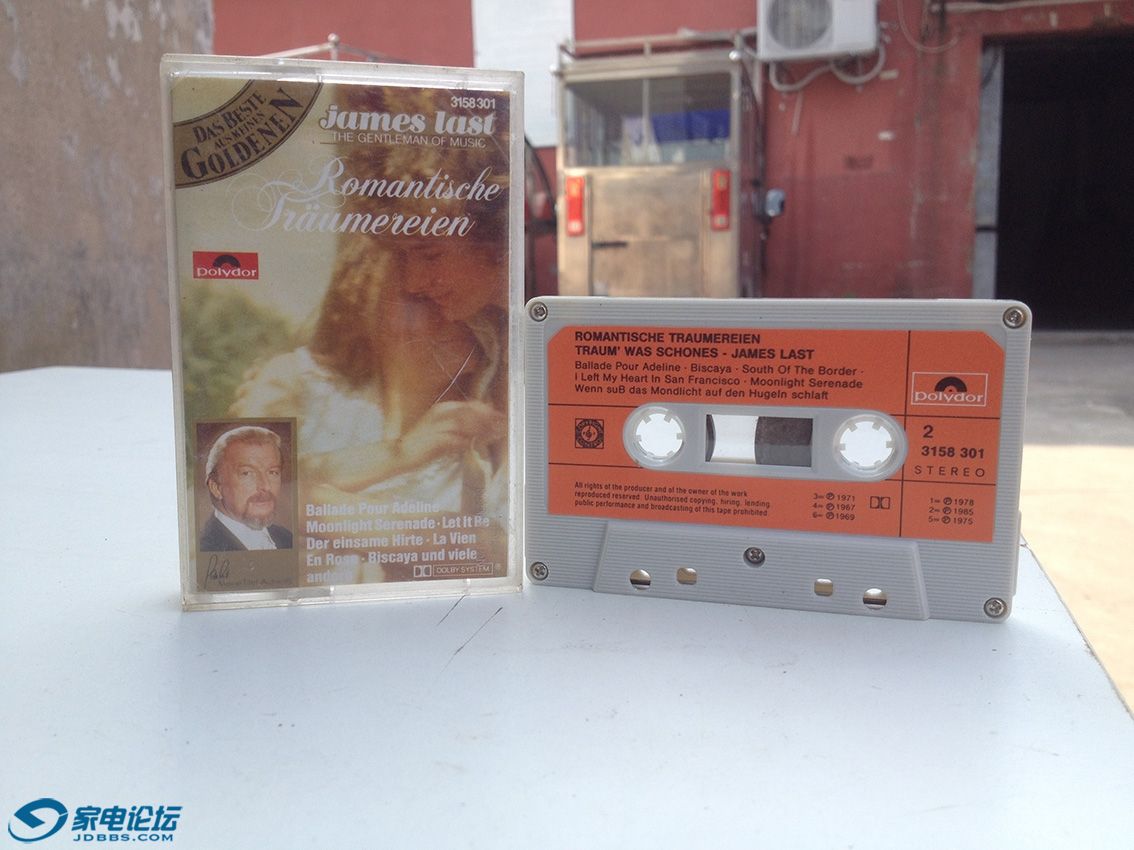 DAS BESTE
AUS MEINEN
GOLDENEN
3158 301
james last
THE GENTLEMAN OF MUSIC
Romantische
Träumereien
polydor
Ballade Pour Adeline
Moonlight Serenade · Let It Be
Der einsame Hirte · La Vien
En Rose · Biscaya und viele
DOLBY SYSTEM
ROMANTISCHE TRAUMEREIEN
TRAUM' WAS SCHONES - JAMES LAST
Ballade Pour Adeline · Biscaya · South Of The Border ·
I Left My Heart In San Francisco · Moonlight Serenade
Wenn suB das Mondlicht auf den Hugeln schlaft
polydor
2
3158 301
STEREO
All rights of the producer and of the owner of the work
reproduced reserved. Unauthorised copying, hiring, lending,
public performance and broadcasting of this tape prohibited.
3= ℗ 1971
4= ℗ 1967
6= ℗ 1969
1= ℗ 1978
2= ℗ 1985
5= ℗ 1975
家电论坛
JDBBS.COM